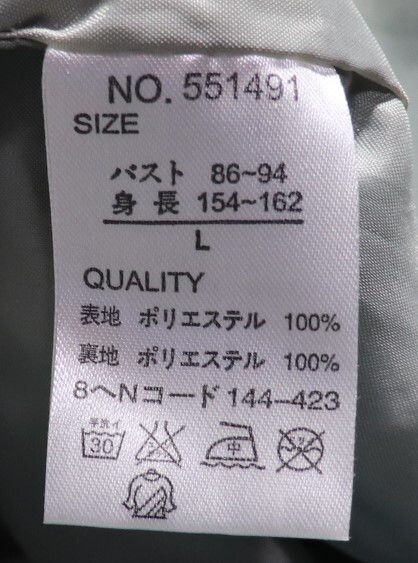 NO. 551491
SIZE
バスト 86~94
身長 154~162
L
QUALITY
表地 ポリエステル 100%
裏地 ポリエステル 100%
8へNコード 144-423
手洗イ
30
中